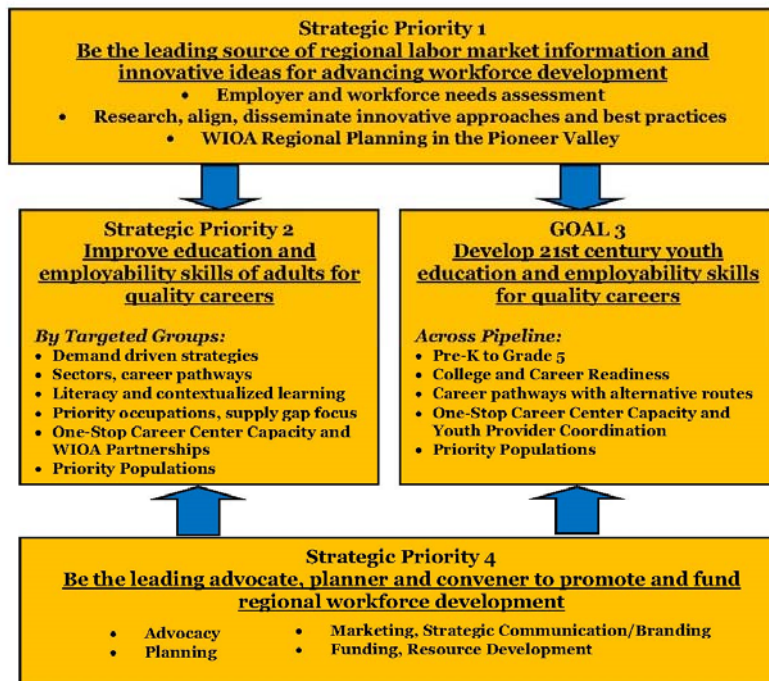 Strategic Priority 1
Be the leading source of regional labor market information and
innovative ideas for advancing workforce development
• Employer and workforce needs assessment
• Research, align, disseminate innovative approaches and best practices
• WIOA Regional Planning in the Pioneer Valley
Strategic Priority 2
Improve education and
employability skills of adults for
quality careers
By Targeted Groups:
• Demand driven strategies
• Sectors, career pathways
• Literacy and contextualized learning
• Priority occupations, supply gap focus
• One-Stop Career Center Capacity and
WIOA Partnerships
• Priority Populations
GOAL 3
Develop 21st century youth
education and employability skills
for quality careers
Across Pipeline:
• Pre-K to Grade 5
• College and Career Readiness
• Career pathways with alternative routes
• One-Stop Career Center Capacity and
Youth Provider Coordination
• Priority Populations
Strategic Priority 4
Be the leading advocate, planner and convener to promote and fund
regional workforce development
• Advocacy
• Planning
• Marketing, Strategic Communication/Branding
• Funding, Resource Development